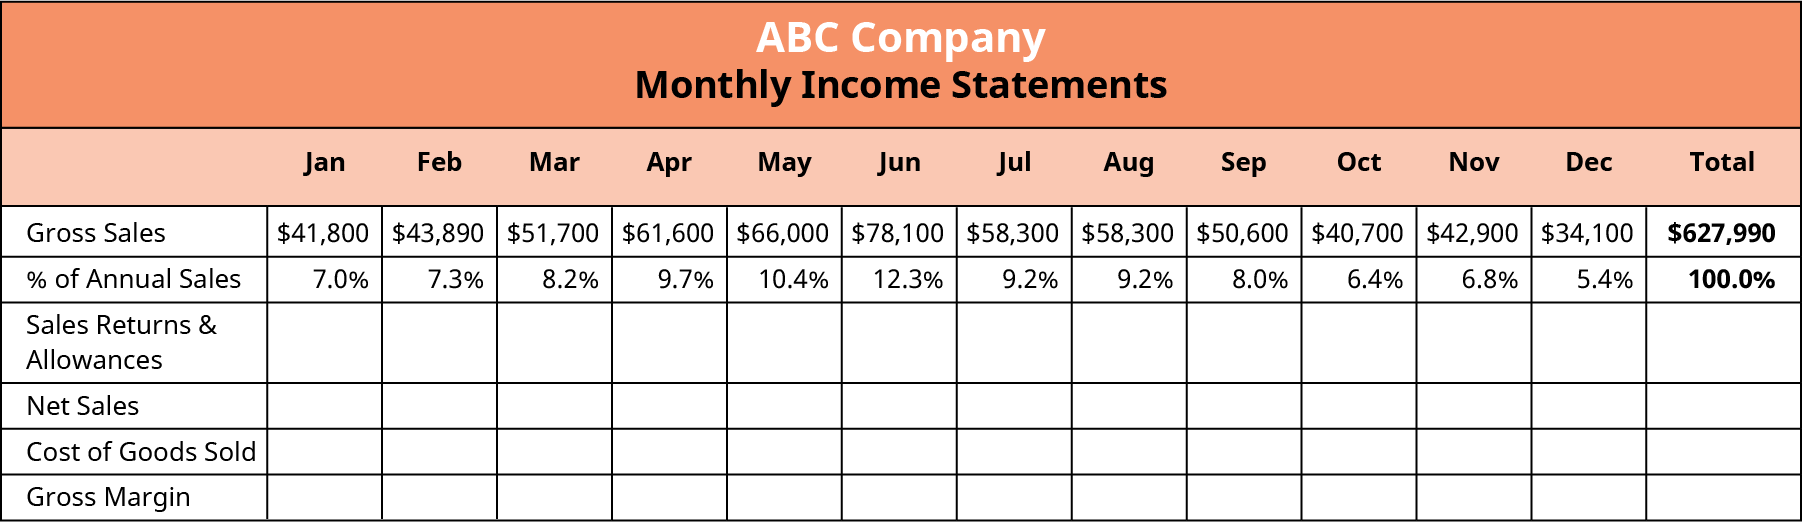 ABC Company
Monthly Income Statements
Jan Feb Mar Apr May Jun Jul Aug Sep Oct Nov Dec Total
Gross Sales $41,800 $43,890 $51,700 $61,600 $66,000 $78,100 $58,300 $58,300 $50,600 $40,700 $42,900 $34,100 $627,990
% of Annual Sales 7.0% 7.3% 8.2% 9.7% 10.4% 12.3% 9.2% 9.2% 8.0% 6.4% 6.8% 5.4% 100.0%
Sales Returns &
Allowances
Net Sales
Cost of Goods Sold
Gross Margin